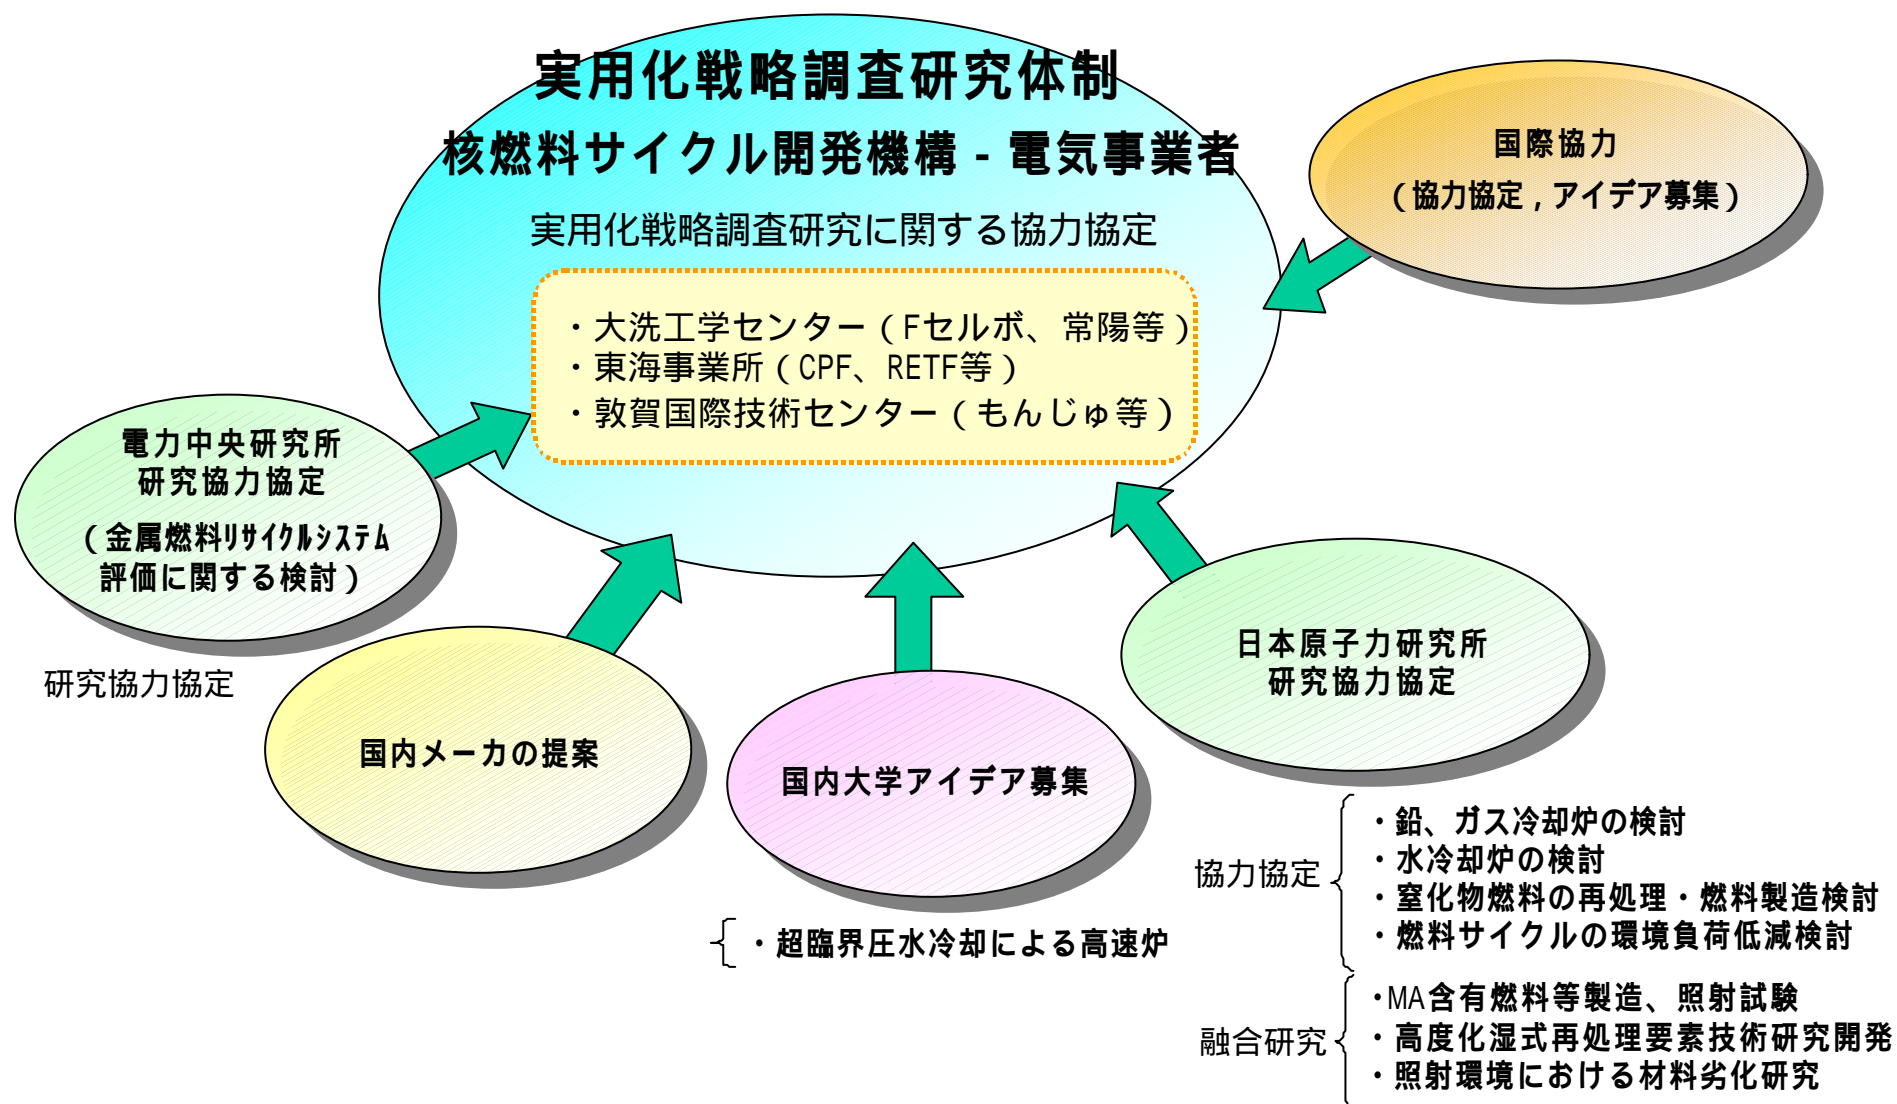 実用化戦略調査研究体制
核燃料サイクル開発機構 - 電気事業者
実用化戦略調査研究に関する協力協定
・大洗工学センター（Fセルボ、常陽等）
・東海事業所（CPF、RETF等）
・敦賀国際技術センター（もんじゅ等）
国際協力
（協力協定，アイデア募集）
電力中央研究所
研究協力協定
（金属燃料ﾘｻｲｸﾙｼｽﾃﾑ
評価に関する検討）
研究協力協定
国内メーカの提案
国内大学アイデア募集
・超臨界圧水冷却による高速炉
日本原子力研究所
研究協力協定
協力協定
・鉛、ガス冷却炉の検討
・水冷却炉の検討
・窒化物燃料の再処理・燃料製造検討
・燃料サイクルの環境負荷低減検討
融合研究
・MA含有燃料等製造、照射試験
・高度化湿式再処理要素技術研究開発
・照射環境における材料劣化研究